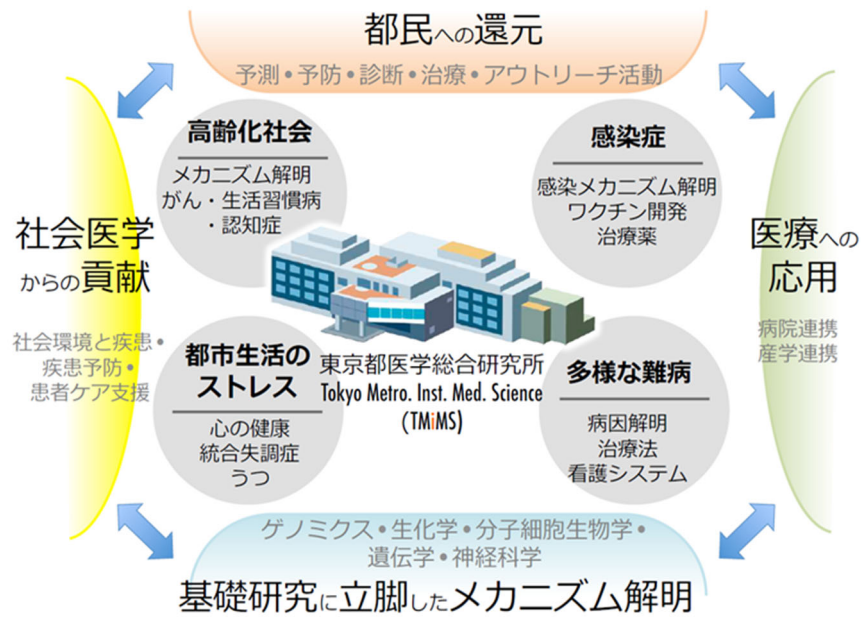 都民への還元
予測・予防・診断・治療・アウトリーチ活動
高齢化社会
メカニズム解明
がん・生活習慣病
・認知症
感染症
感染メカニズム解明
ワクチン開発
治療薬
社会医学
からの貢献
社会環境と疾患・
疾患予防・
患者ケア支援
医療への
応用
病院連携
産学連携
都市生活の
ストレス
心の健康
統合失調症
うつ
東京都医学総合研究所
Tokyo Metro. Inst. Med. Science
(TMiMS)
多様な難病
病因解明
治療法
看護システム
ゲノミクス・生化学・分子細胞生物学・
遺伝学・神経科学
基礎研究に立脚したメカニズム解明